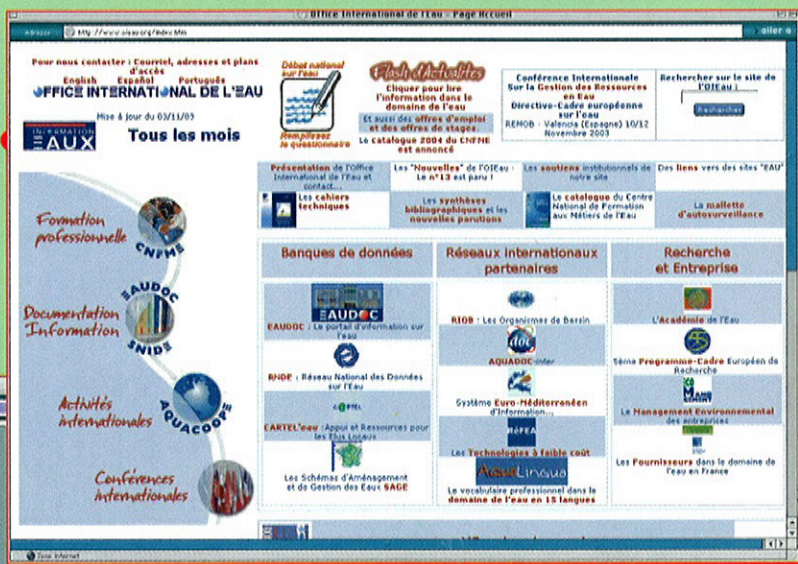 Office International de l'Eau - Page Accueil
Adresse http://www.oieau.org/index.htm
aller à
Pour nous contacter : Courriel, adresses et plans
d'accès
English Español Português
OFFICE INTERNATIONAL DE L'EAU
Mise à jour du 03/11/03
INFORMATION
EAUX
Tous les mois
Débat national
sur l'eau
Remplissez
le questionnaire
Flash d'Actualités
Cliquer pour lire
l'information dans le
domaine de l'eau
Et aussi des offres d'emploi
et des offres de stages.
Le catalogue 2004 du CNFME
est annoncé
Conférence Internationale
Sur la Gestion des Ressources
en Eau
Directive-Cadre européenne
sur l'eau
REMOB - Valencia (Espagne) 10/12
Novembre 2003
Rechercher sur le site de
l'OIEau :
Rechercher
Présentation de l'Office
International de l'Eau et
contact...
Les "Nouvelles" de l'OIEau -
Le n°13 est paru !
Les soutiens institutionnels de
notre site
Des liens vers des sites "EAU"
Les cahiers
techniques
Les synthèses
bibliographiques et les
nouvelles parutions
Le catalogue du Centre
National de Formation
aux Métiers de l'Eau
La mallette
d'autosurveillance
Formation
professionnelle
CNFME
Documentation
Information
EAUDOC
SNIDE
Activités
internationales
AQUACOOPE
Conférences
internationales
Banques de données
EAUDOC
EAUDOC : Le portail d'information sur
l'eau
RNDE : Réseau National des Données
sur l'Eau
CARTEL
CARTEL'eau : Appui et Ressources pour
les Élus Locaux
Les Schémas d'Aménagement
et de Gestion des Eaux SAGE
Réseaux internationaux
partenaires
RIOB : Les Organismes de Bassin
doc
AQUADOC-inter
Système Euro-Méditerranéen
d'Information...
RéFEA
Les Technologies à faible coût
AquaLingua
Le vocabulaire professionnel dans le
domaine de l'eau en 15 langues
Recherche
et Entreprise
L'Académie de l'Eau
5ème Programme-Cadre Européen de
Recherche
Le Management Environnemental
des entreprises
Les Fournisseurs dans le domaine de
l'eau en France
Zone Internet